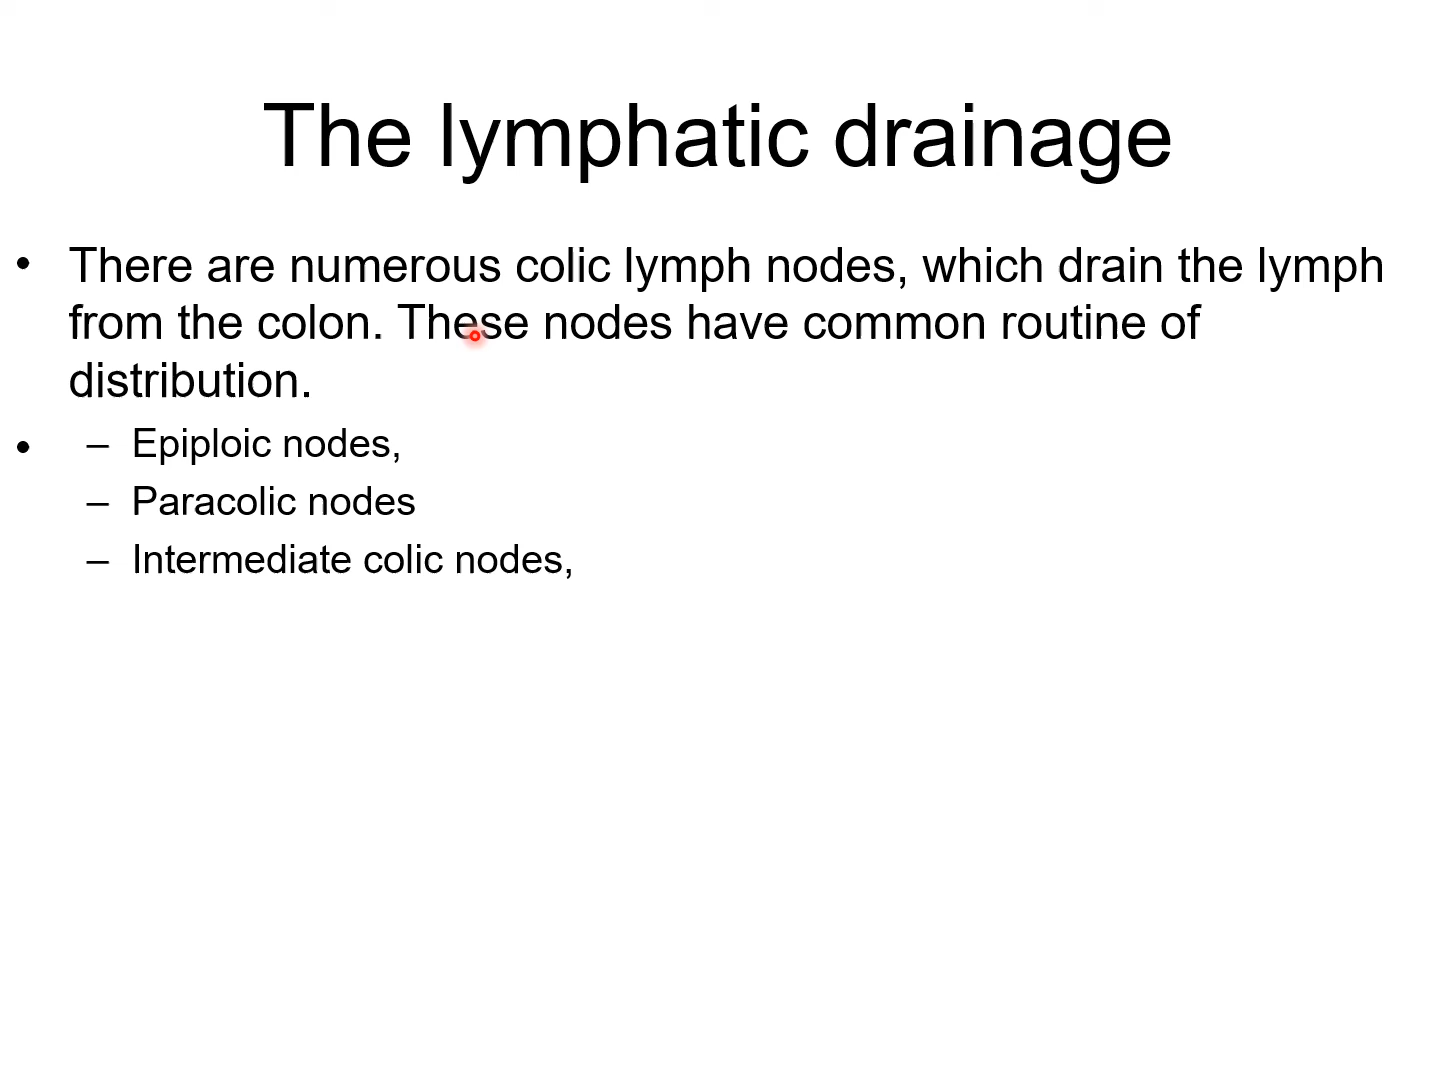 The lymphatic drainage
• There are numerous colic lymph nodes, which drain the lymph
from the colon. These nodes have common routine of
distribution.
• – Epiploic nodes,
– Paracolic nodes
– Intermediate colic nodes,